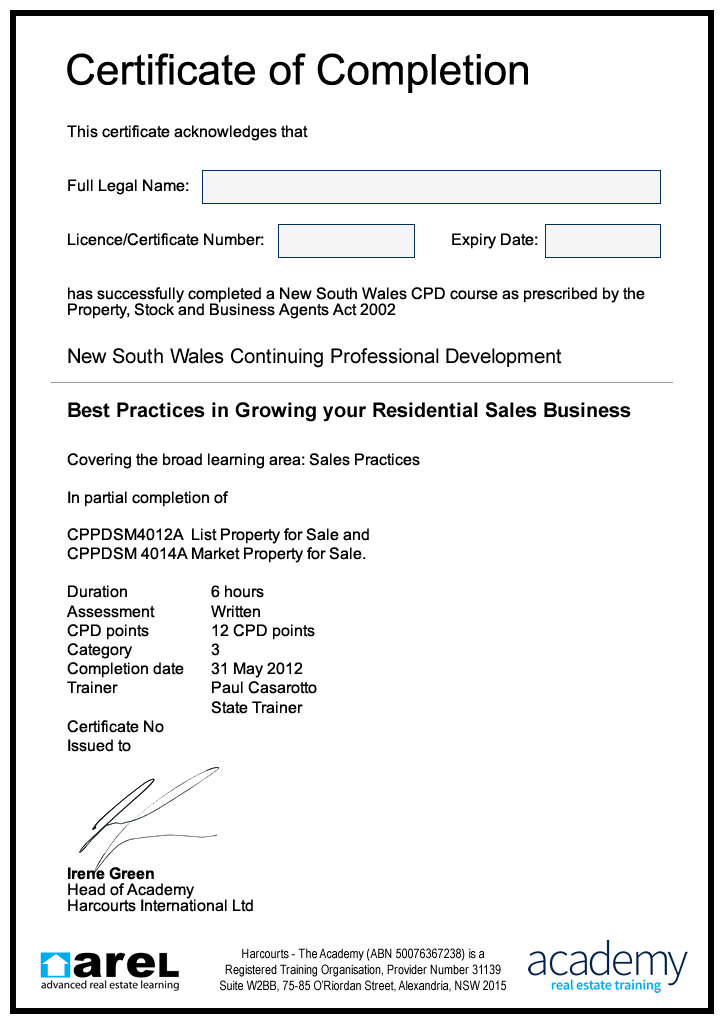 Certificate of Completion
This certificate acknowledges that
Full Legal Name:
Licence/Certificate Number: Expiry Date:
has successfully completed a New South Wales CPD course as prescribed by the
Property, Stock and Business Agents Act 2002
New South Wales Continuing Professional Development
Best Practices in Growing your Residential Sales Business
Covering the broad learning area: Sales Practices
In partial completion of
CPPDSM4012A List Property for Sale and
CPPDSM 4014A Market Property for Sale.
Duration 6 hours
Assessment Written
CPD points 12 CPD points
Category 3
Completion date 31 May 2012
Trainer Paul Casarotto
State Trainer
Certificate No
Issued to
Irene Green
Head of Academy
Harcourts International Ltd
arel
advanced real estate learning
Harcourts - The Academy (ABN 50076367238) is a
Registered Training Organisation, Provider Number 31139
Suite W2BB, 75-85 O'Riordan Street, Alexandria, NSW 2015
academy
real estate training